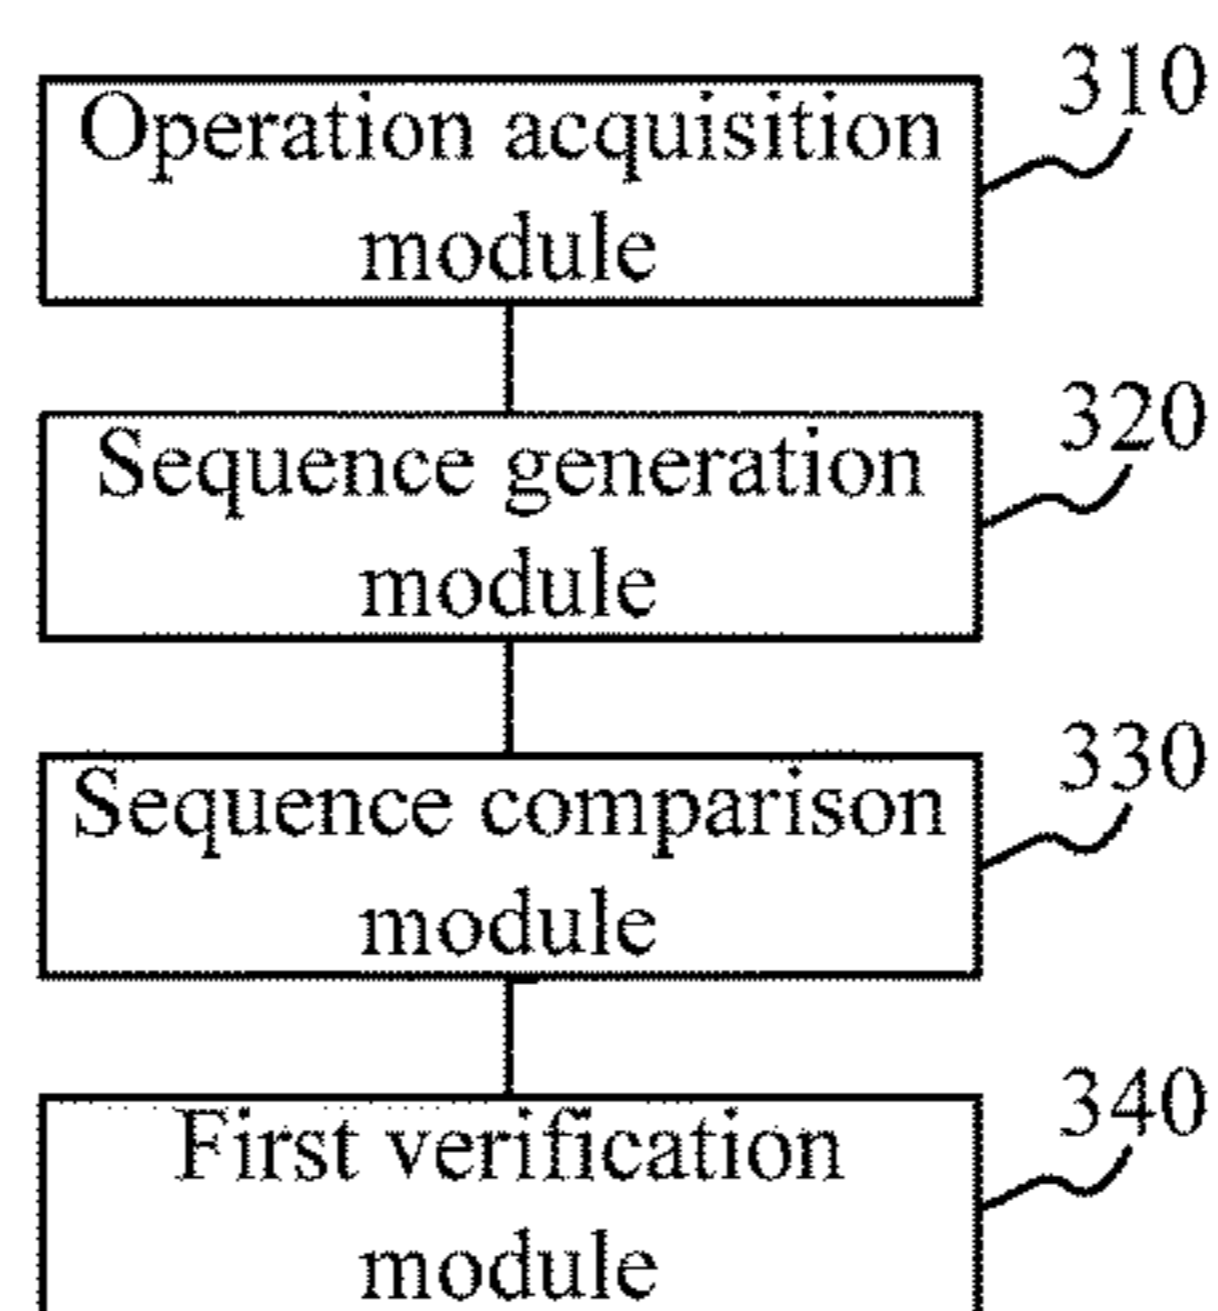 310
Operation acquisition
module
320
Sequence generation
module
330
Sequence comparison
module
340
First verification
module